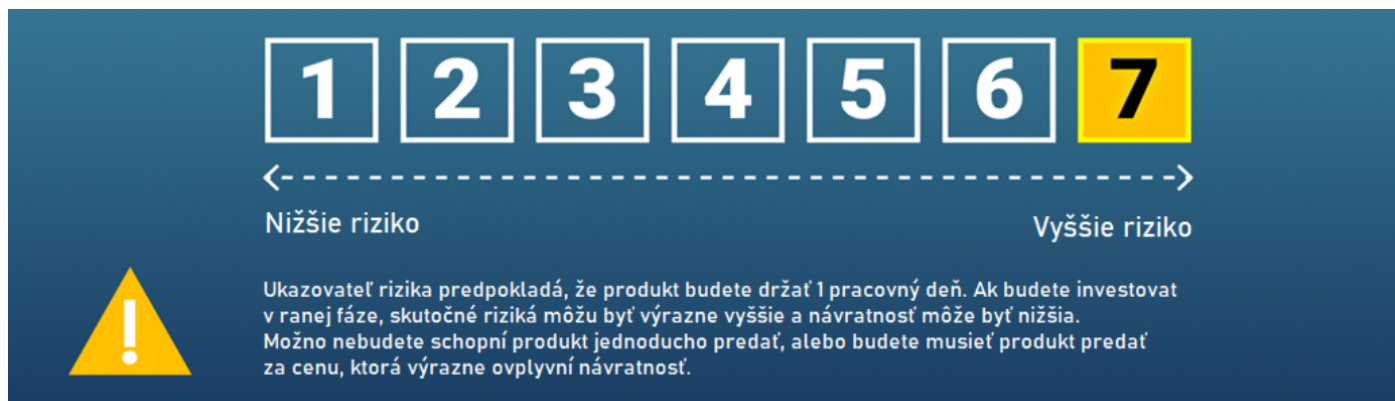 1 2 3 4 5 6 7
Nižšie riziko
Vyššie riziko
!
Ukazovateľ rizika predpokladá, že produkt budete držať 1 pracovný deň. Ak budete investovat
v ranej fáze, skutočné riziká môžu byť výrazne vyššie a návratnosť môže byť nižšia.
Možno nebudete schopní produkt jednoducho predať, alebo budete musieť produkt predať
za cenu, ktorá výrazne ovplyvní návratnosť.